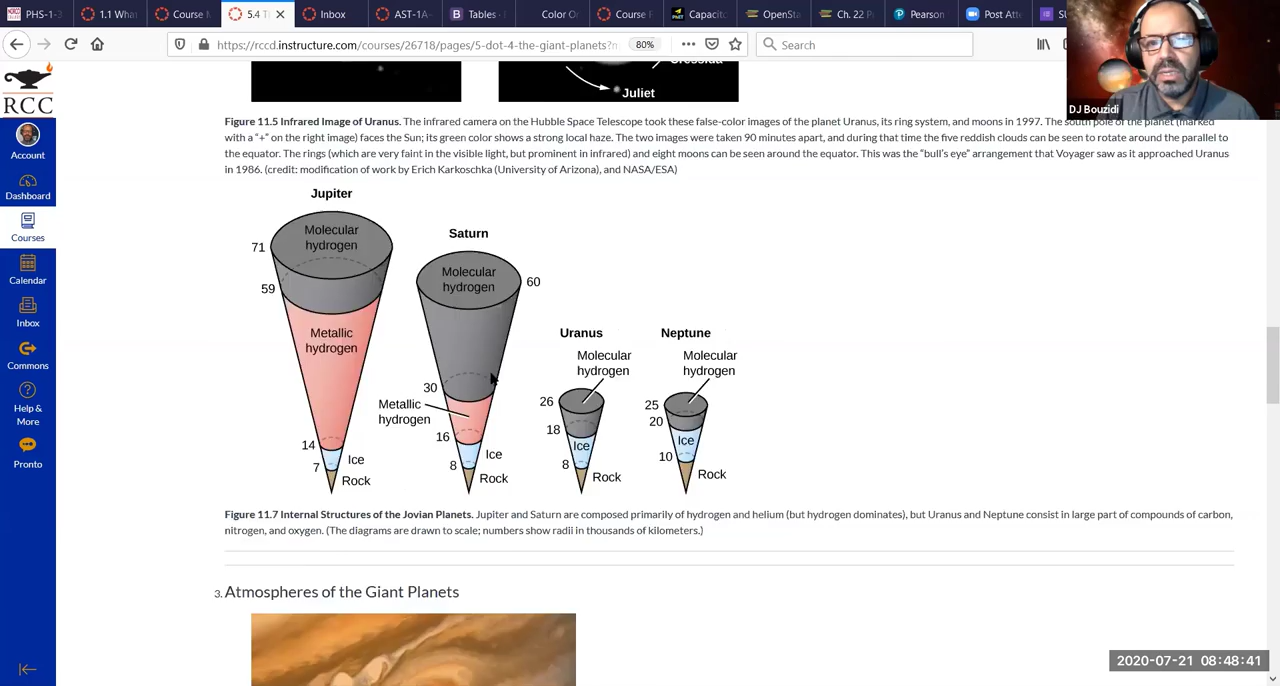 PHS-1-3
1.1 Wha
Course M
5.4 T
Inbox
AST-1A-
Tables -
Color
Course F
Capacit
OpenSta
Ch. 22 P
Pearson
Post Att
https://rccd.instructure.com/courses/26718/pages/5-dot-4-the-giant-planets?
80%
Search
DJ Bouzidi
RCC
Account
Dashboard
Courses
Calendar
Inbox
Commons
Help &
More
Pronto
Cressida
Juliet
Figure 11.5 Infrared Image of Uranus. The infrared camera on the Hubble Space Telescope took these false-color images of the planet Uranus, its ring system, and moons in 1997. The south pole of the planet (marked
with a "+" on the right image) faces the Sun; its green color shows a strong local haze. The two images were taken 90 minutes apart, and during that time the five reddish clouds can be seen to rotate around the parallel to
the equator. The rings (which are very faint in the visible light, but prominent in infrared) and eight moons can be seen around the equator. This was the "bull's eye" arrangement that Voyager saw as it approached Uranus
in 1986. (credit: modification of work by Erich Karkoschka (University of Arizona), and NASA/ESA)
Jupiter
Molecular
hydrogen
71
59
Metallic
hydrogen
14
7
Ice
Rock
Saturn
Molecular
hydrogen
60
30
Metallic
hydrogen
16
8
Ice
Rock
Uranus
Molecular
hydrogen
26
18
Ice
8
Rock
Neptune
Molecular
hydrogen
25
20
Ice
10
Rock
Figure 11.7 Internal Structures of the Jovian Planets. Jupiter and Saturn are composed primarily of hydrogen and helium (but hydrogen dominates), but Uranus and Neptune consist in large part of compounds of carbon,
nitrogen, and oxygen. (The diagrams are drawn to scale; numbers show radii in thousands of kilometers.)
3. Atmospheres of the Giant Planets
2020-07-21 08:48:41